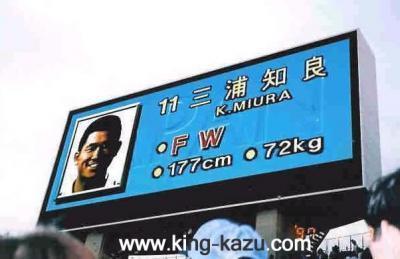 11 三浦知良
K.MIURA
FW
177cm 72kg
www.king-kazu.com